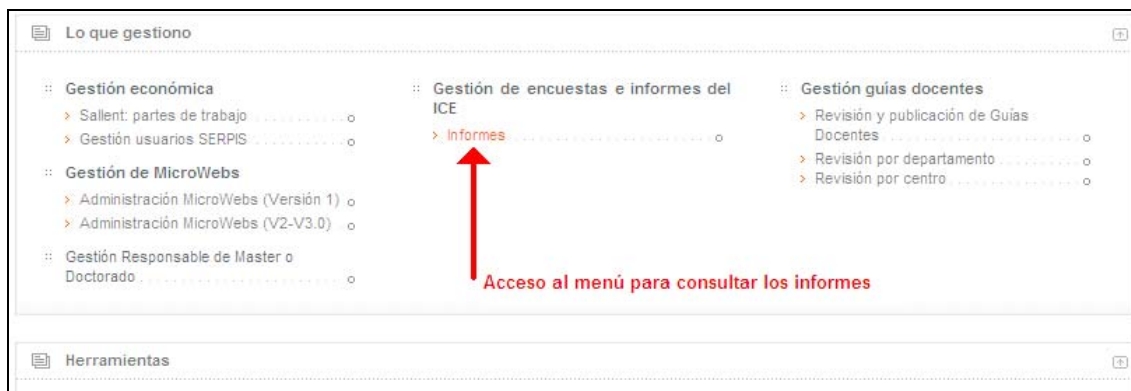 Lo que gestiono
Gestión económica
Sallent: partes de trabajo
Gestión usuarios SERPIS
Gestión de MicroWebs
Administración MicroWebs (Versión 1)
Administración MicroWebs (V2-V3.0)
Gestión Responsable de Master o
Doctorado
Gestión de encuestas e informes del
ICE
Informes
Acceso al menú para consultar los informes
Gestión guías docentes
Revisión y publicación de Guías
Docentes
Revisión por departamento
Revisión por centro
Herramientas